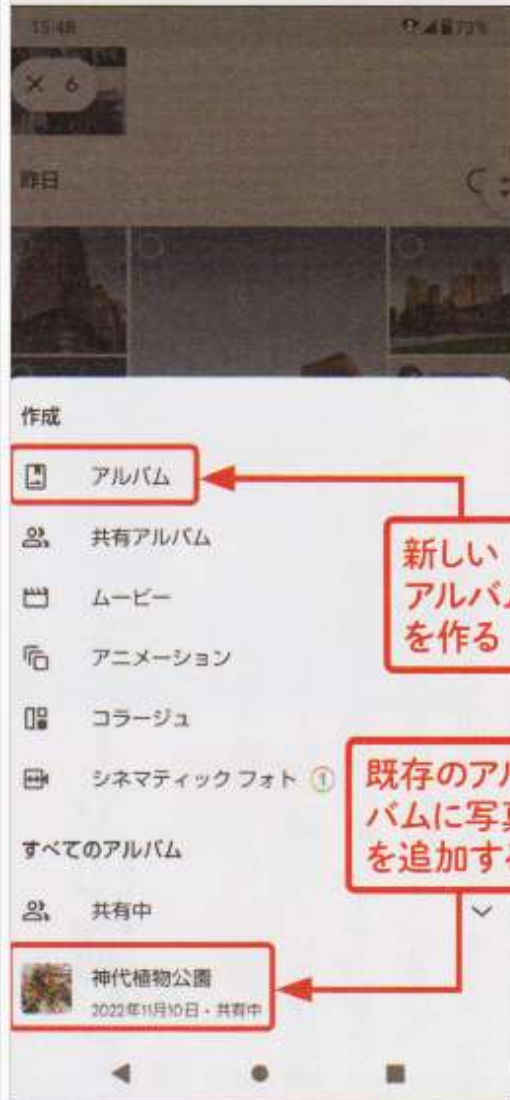 15:48
70%
× 6
昨日
作成
アルバム
共有アルバム
新しい
アルバム
を作る
ムービー
アニメーション
コラージュ
シネマティック フォト ①
既存のアル
バムに写真
を追加する
すべてのアルバム
共有中
神代植物公園
2022年11月10日・共有中